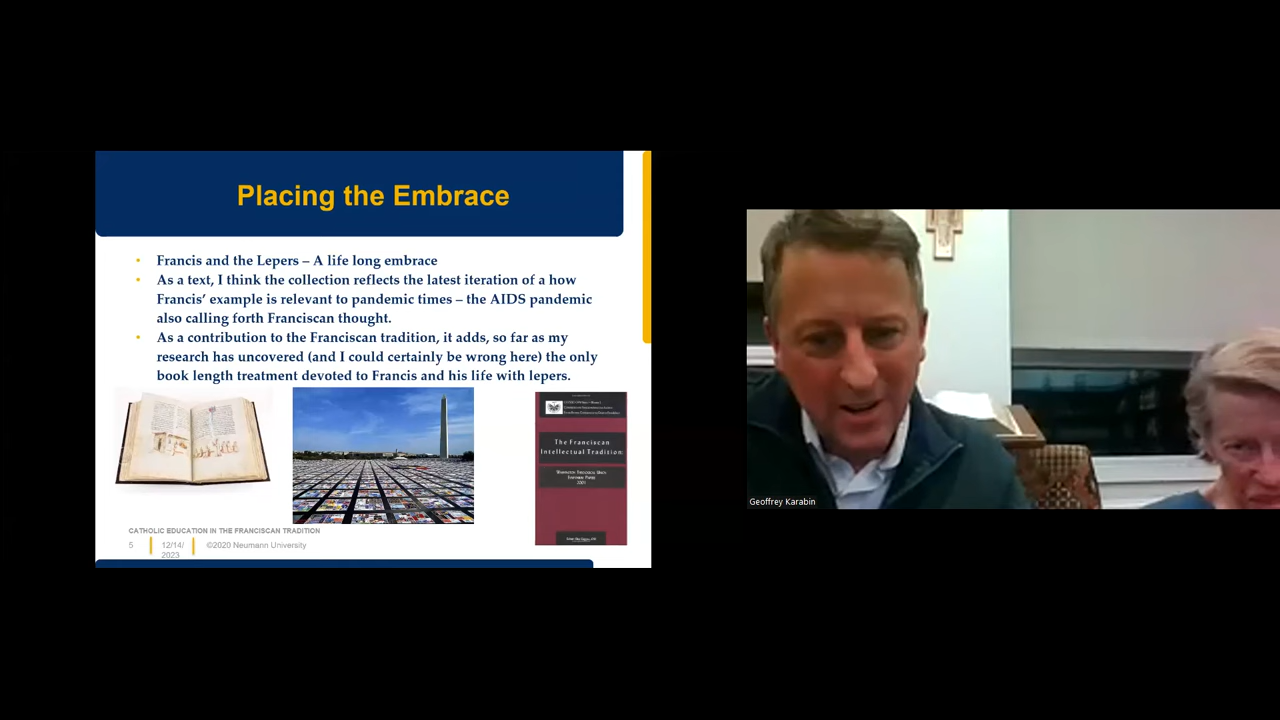 Placing the Embrace
Francis and the Lepers – A life long embrace
As a text, I think the collection reflects the latest iteration of a how
Francis' example is relevant to pandemic times – the AIDS pandemic
also calling forth Franciscan thought.
As a contribution to the Franciscan tradition, it adds, so far as my
research has uncovered (and I could certainly be wrong here) the only
book length treatment devoted to Francis and his life with lepers.
The Franciscan
Intellectual Tradition:
Washington Theological Union
2001
CATHOLIC EDUCATION IN THE FRANCISCAN TRADITION
5
12/14/
2023
©2020 Neumann University
Geoffrey Karabin